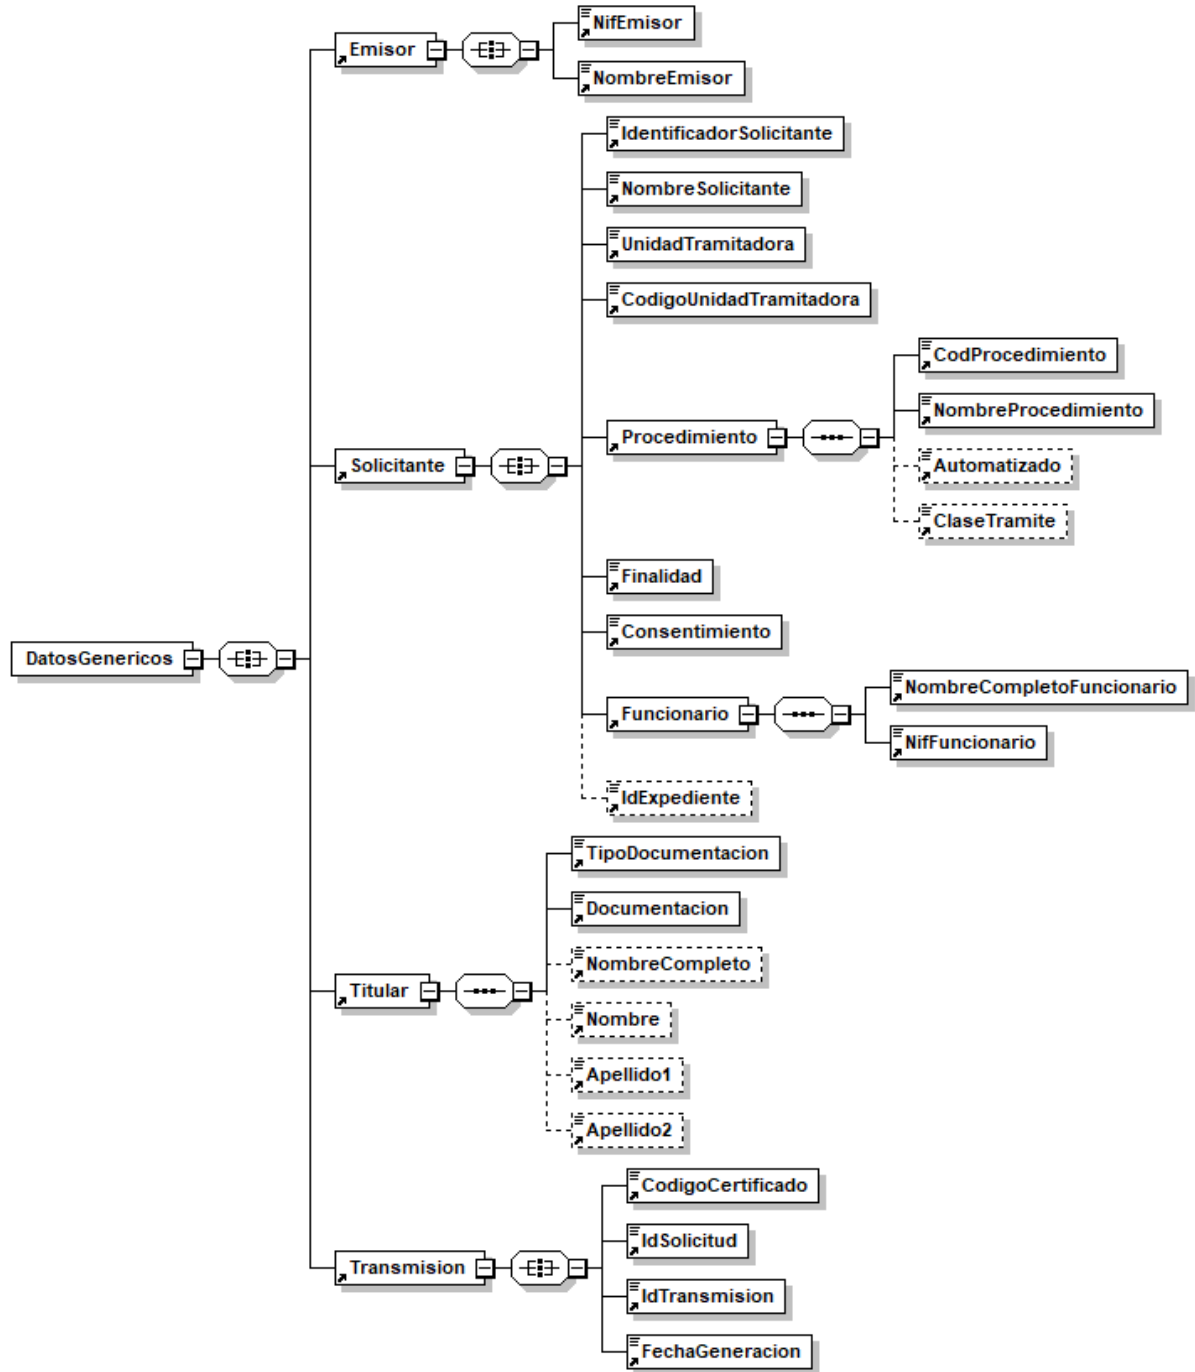 Emisor
NifEmisor
NombreEmisor
IdentificadorSolicitante
NombreSolicitante
UnidadTramitadora
CodigoUnidadTramitadora
CodProcedimiento
NombreProcedimiento
Procedimiento
Automatizado
Solicitante
ClaseTramite
Finalidad
Consentimiento
DatosGenericos
NombreCompletoFuncionario
Funcionario
NifFuncionario
IdExpediente
TipoDocumentacion
Documentacion
NombreCompleto
Titular
Nombre
Apellido1
Apellido2
CodigoCertificado
IdSolicitud
Transmision
IdTransmision
FechaGeneracion